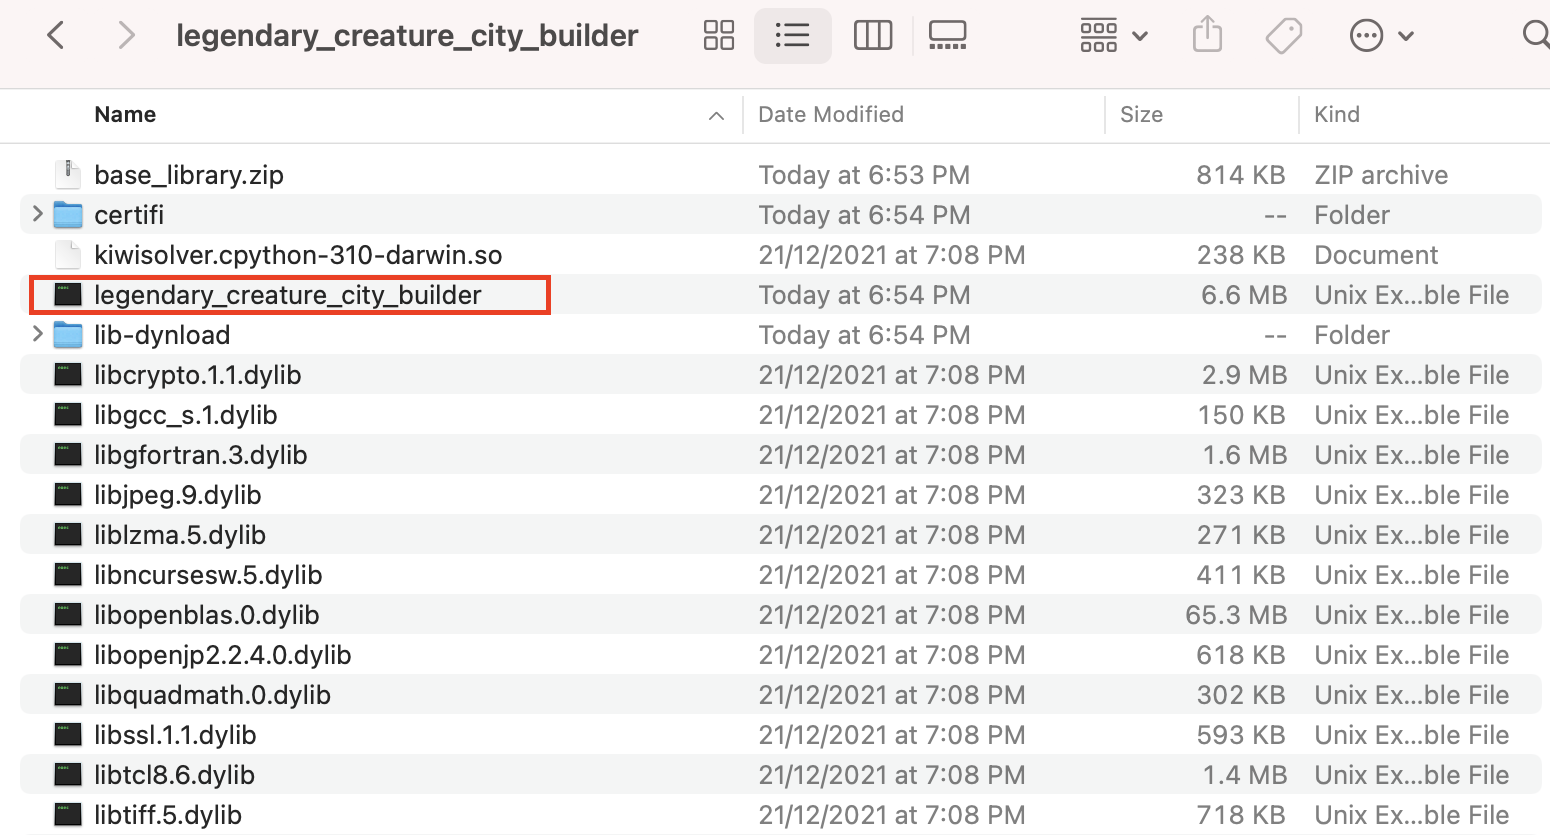 legendary_creature_city_builder
Name Date Modified Size Kind
base_library.zip Today at 6:53 PM 814 KB ZIP archive
certifi Today at 6:54 PM -- Folder
kiwisolver.cpython-310-darwin.so 21/12/2021 at 7:08 PM 238 KB Document
legendary_creature_city_builder Today at 6:54 PM 6.6 MB Unix Ex...ble File
lib-dynload Today at 6:54 PM -- Folder
libcrypto.1.1.dylib 21/12/2021 at 7:08 PM 2.9 MB Unix Ex...ble File
libgcc_s.1.dylib 21/12/2021 at 7:08 PM 150 KB Unix Ex...ble File
libgfortran.3.dylib 21/12/2021 at 7:08 PM 1.6 MB Unix Ex...ble File
libjpeg.9.dylib 21/12/2021 at 7:08 PM 323 KB Unix Ex...ble File
liblzma.5.dylib 21/12/2021 at 7:08 PM 271 KB Unix Ex...ble File
libncursesw.5.dylib 21/12/2021 at 7:08 PM 411 KB Unix Ex...ble File
libopenblas.0.dylib 21/12/2021 at 7:08 PM 65.3 MB Unix Ex...ble File
libopenjp2.2.4.0.dylib 21/12/2021 at 7:08 PM 618 KB Unix Ex...ble File
libquadmath.0.dylib 21/12/2021 at 7:08 PM 302 KB Unix Ex...ble File
libssl.1.1.dylib 21/12/2021 at 7:08 PM 593 KB Unix Ex...ble File
libtcl8.6.dylib 21/12/2021 at 7:08 PM 1.4 MB Unix Ex...ble File
libtiff.5.dylib 21/12/2021 at 7:08 PM 718 KB Unix Ex...ble File